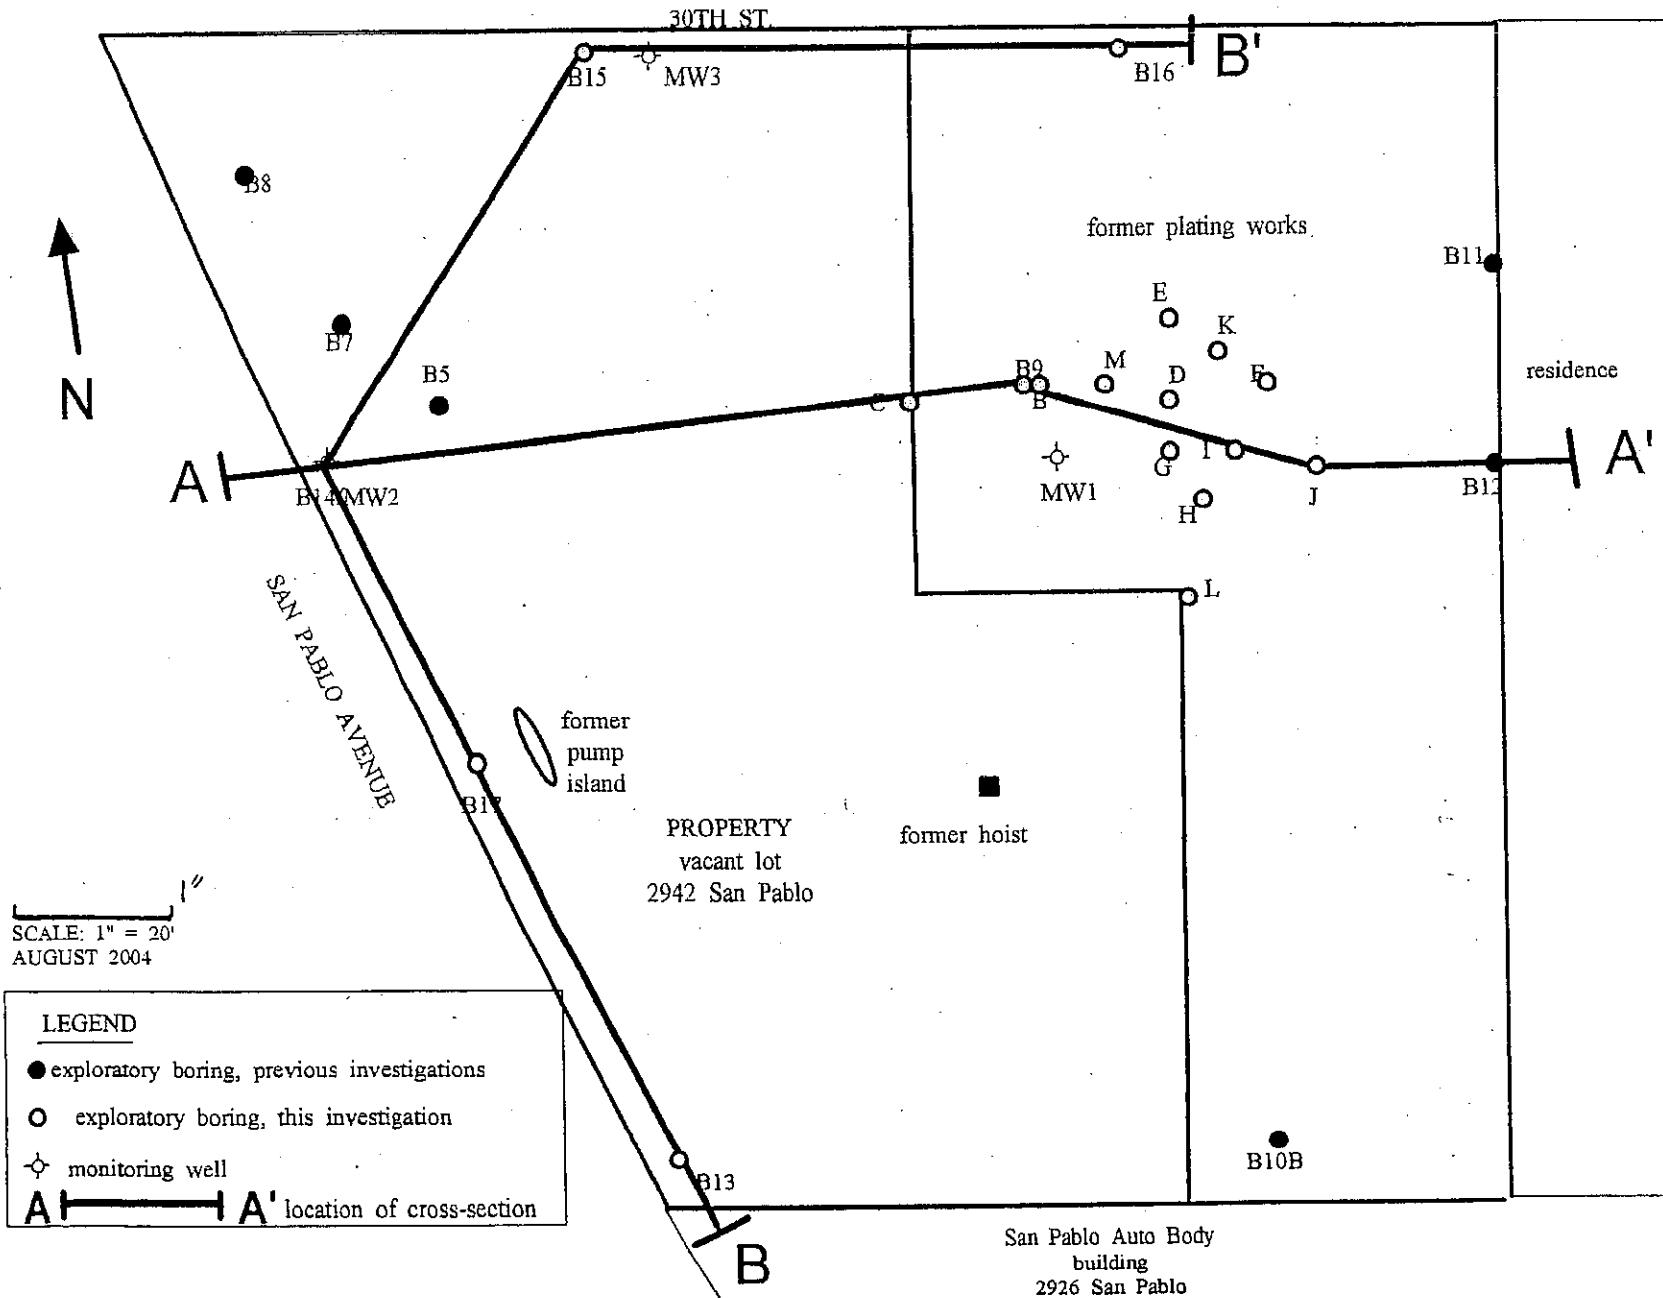 30TH ST.
B'
B15
MW3
B16
B8
former plating works
B11
E
K
B7
N
B5
B9
M
D
F
residence
C
B
A
A'
B14/MW2
MW1
G
I
J
B12
H
SAN PABLO AVENUE
L
former
pump
island
B17
former hoist
PROPERTY
vacant lot
2942 San Pablo
1"
SCALE: 1" = 20'
AUGUST 2004
LEGEND
exploratory boring, previous investigations
exploratory boring, this investigation
monitoring well
A A' location of cross-section
B10B
B13
B
San Pablo Auto Body
building
2926 San Pablo